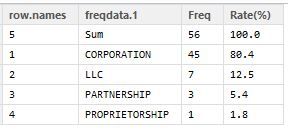 row.names freqdata.1 Freq Rate(%)
5 Sum 56 100.0
1 CORPORATION 45 80.4
2 LLC 7 12.5
3 PARTNERSHIP 3 5.4
4 PROPRIETORSHIP 1 1.8